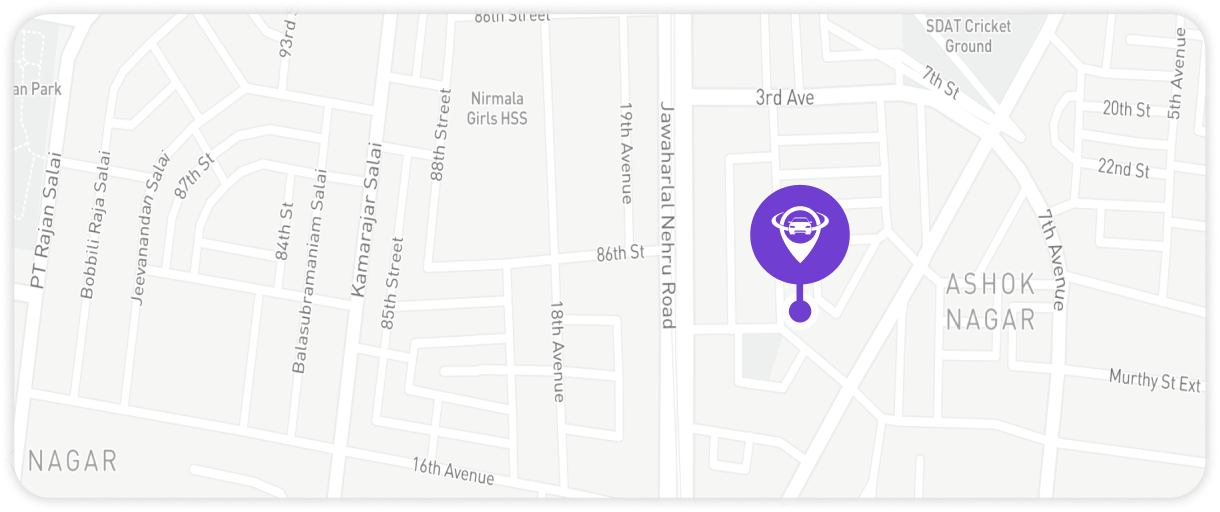 86th Street
93rd
SDAT Cricket
Ground
5th Avenue
an Park
7th St
3rd Ave
Nirmala
Girls HSS
88th Street
19th Avenue
Jawaharlal Nehru Road
20th St
22nd St
PT Rajan Salai
Bobbili Raja Salai
Jeevanandan Salai
87th St
Kamarajar Salai
84th St
Balasubramaniam Salai
85th Street
86th St
7th Avenue
ASHOK
NAGAR
18th Avenue
Murthy St Ext
NAGAR
16th Avenue